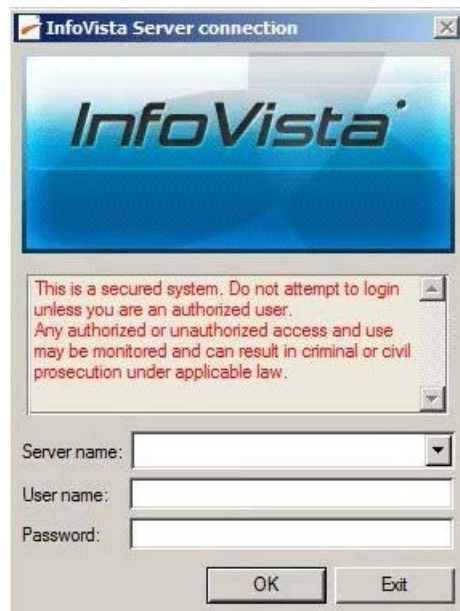 InfoVista Server connection
InfoVista
This is a secured system. Do not attempt to login
unless you are an authorized user.
Any authorized or unauthorized access and use
may be monitored and can result in criminal or civil
prosecution under applicable law.
Server name:
User name:
Password:
OK Exit